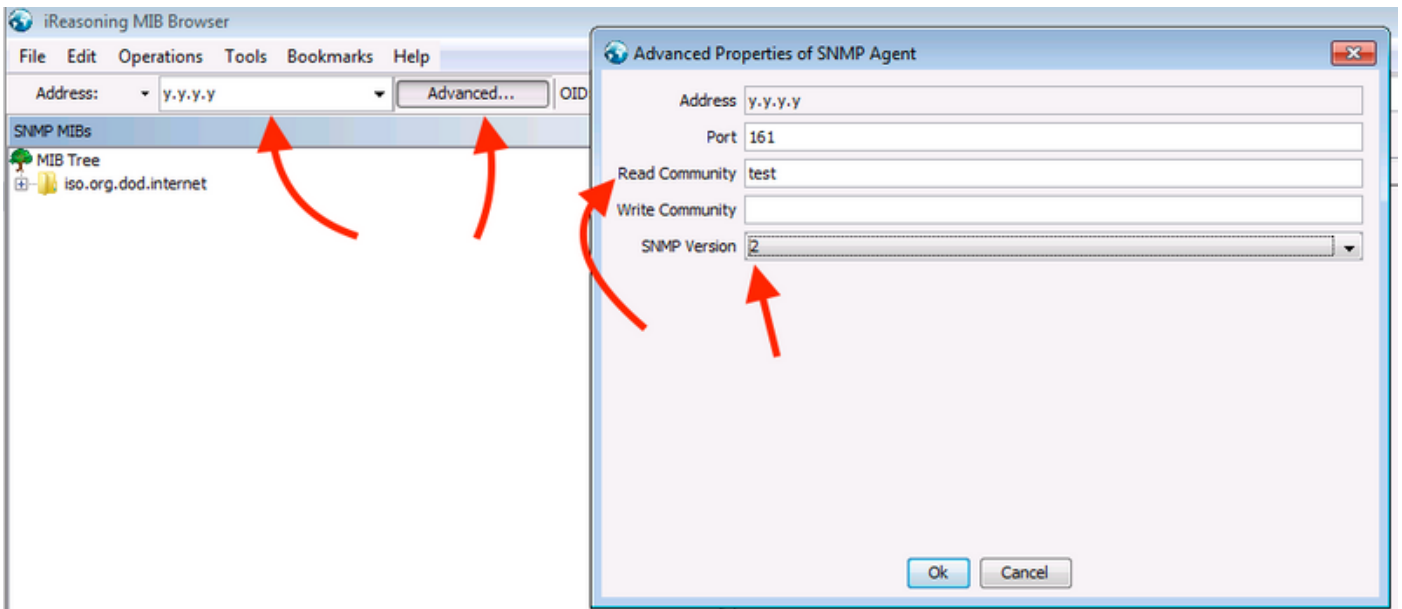 iReasoning MIB Browser
File Edit Operations Tools Bookmarks Help
Address: y.y.y.y Advanced... OID
SNMP MIBs
MIB Tree
iso.org.dod.internet
Advanced Properties of SNMP Agent
Address y.y.y.y
Port 161
Read Community test
Write Community
SNMP Version 2
Ok Cancel